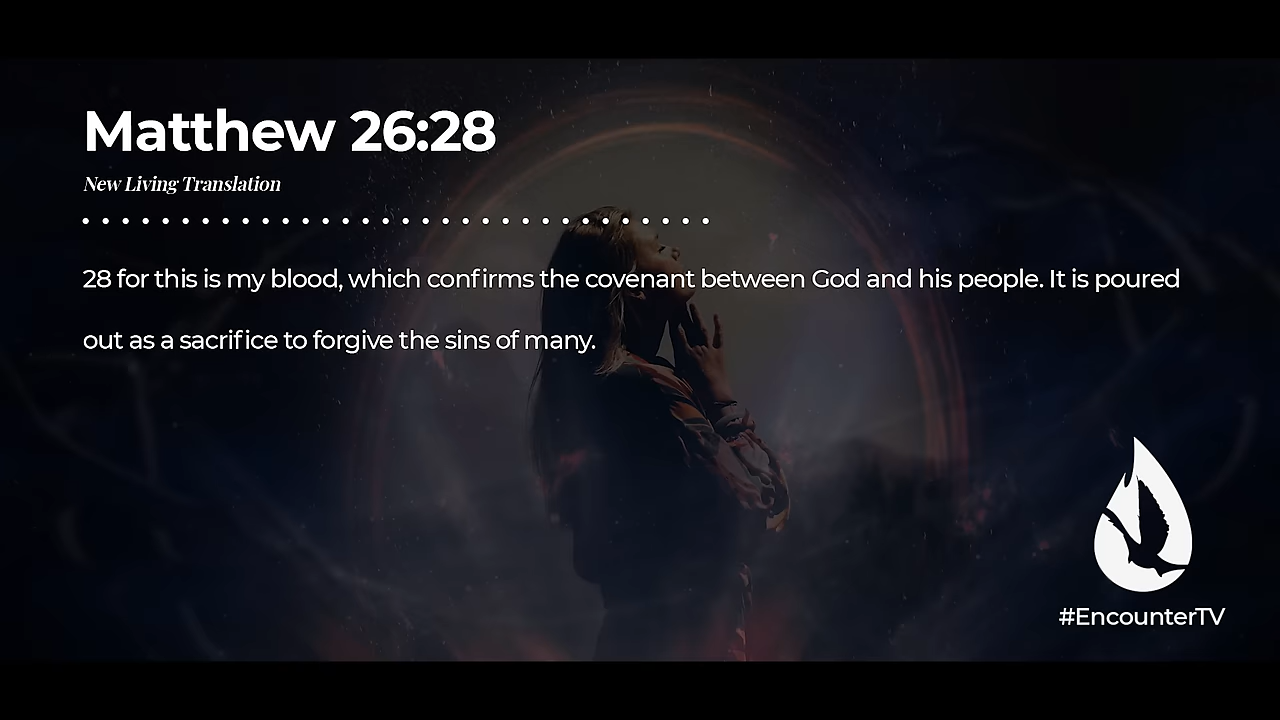 Matthew 26:28
New Living Translation
28 for this is my blood, which confirms the covenant between God and his people. It is poured
out as a sacrifice to forgive the sins of many.
#EncounterTV